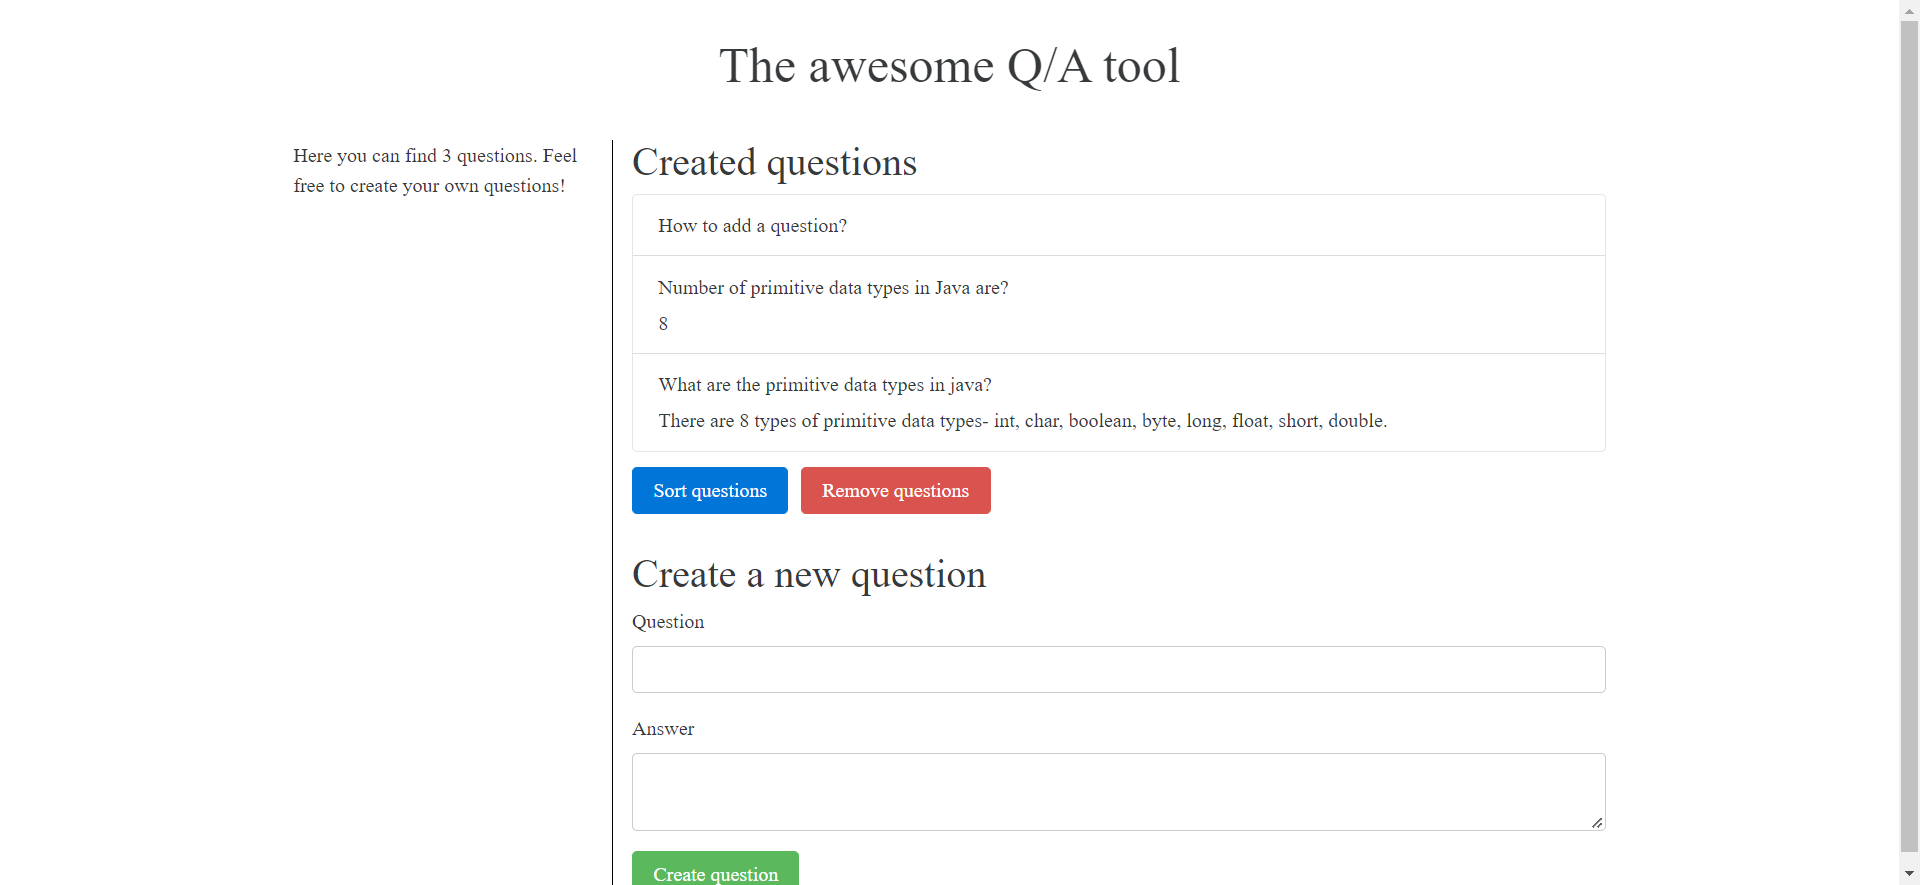 The awesome Q/A tool
Here you can find 3 questions. Feel
free to create your own questions!
Created questions
How to add a question?
Number of primitive data types in Java are?
8
What are the primitive data types in java?
There are 8 types of primitive data types- int, char, boolean, byte, long, float, short, double.
Sort questions
Remove questions
Create a new question
Question
Answer
Create question